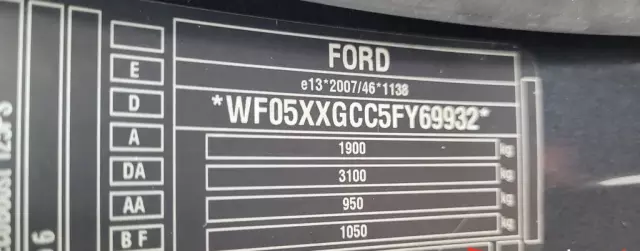 FORD
e13*2007/46*1138
E
*WF05XXGCC5FY69932*
D
A
1900 kg
DA
3100 kg
AA
950 kg
B F
1050